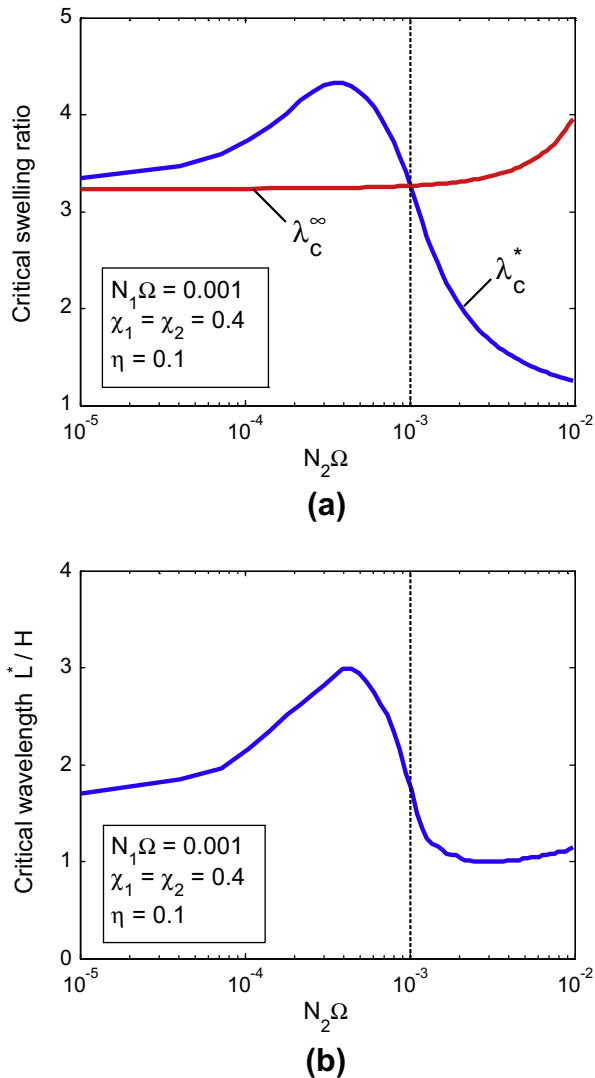 5
4
3
2
1
Critical swelling ratio
λc∞
λc*
N1Ω = 0.001
χ1 = χ2 = 0.4
η = 0.1
10-5 10-4 10-3 10-2
N2Ω
(a)
4
3
2
1
0
Critical wavelength L* / H
N1Ω = 0.001
χ1 = χ2 = 0.4
η = 0.1
10-5 10-4 10-3 10-2
N2Ω
(b)